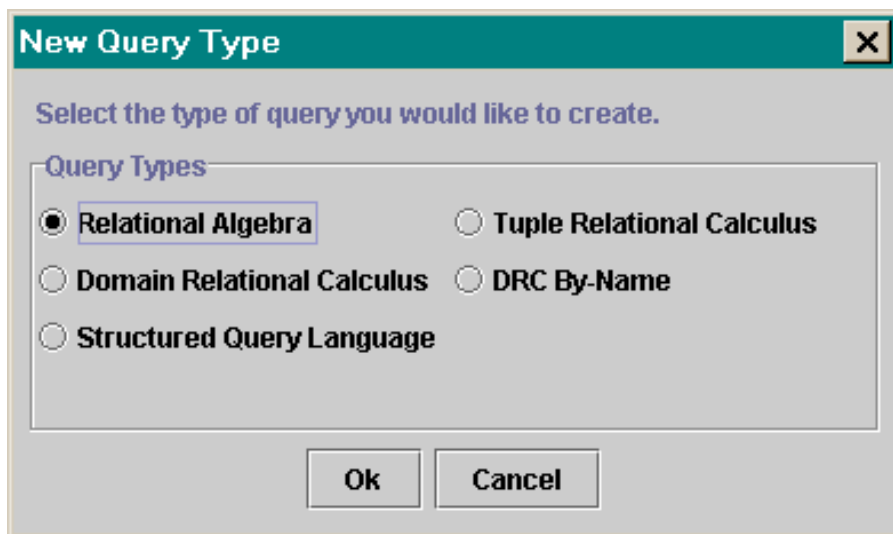 New Query Type
Select the type of query you would like to create.
Query Types
Relational Algebra
Tuple Relational Calculus
Domain Relational Calculus
DRC By-Name
Structured Query Language
Ok
Cancel